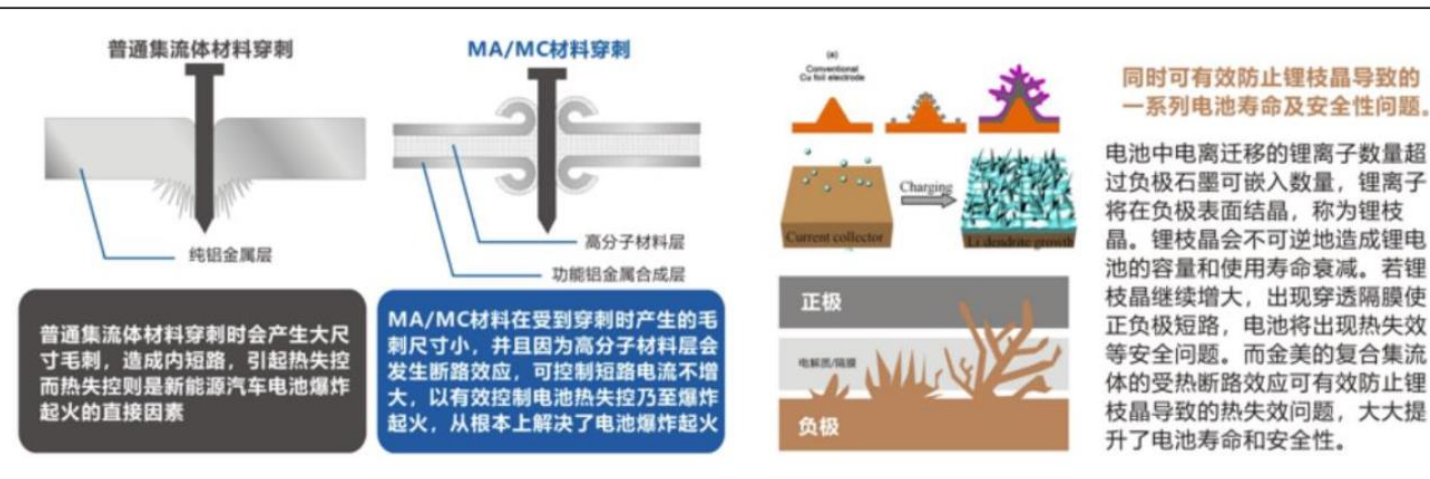 普通集流体材料穿刺
纯铝金属层
普通集流体材料穿刺时会产生大尺
寸毛刺，造成内短路，引起热失控
而热失控则是新能源汽车电池爆炸
起火的直接因素
MA/MC材料穿刺
高分子材料层
功能铝金属合成层
MA/MC材料在受到穿刺时产生的毛
刺尺寸小，并且因为高分子材料层会
发生断路效应，可控制短路电流不增
大，以有效控制电池热失控乃至爆炸
起火，从根本上解决了电池爆炸起火
(a)
Conventional
Cu foil electrode
Charging
Current collector
Li dendrite growth
正极
电解质/隔膜
负极
同时可有效防止锂枝晶导致的
一系列电池寿命及安全性问题。
电池中电离迁移的锂离子数量超
过负极石墨可嵌入数量，锂离子
将在负极表面结晶，称为锂枝
晶。锂枝晶会不可逆地造成锂电
池的容量和使用寿命衰减。若锂
枝晶继续增大，出现穿透隔膜使
正负极短路，电池将出现热失效
等安全问题。而金美的复合集流
体的受热断路效应可有效防止锂
枝晶导致的热失效问题，大大提
升了电池寿命和安全性。